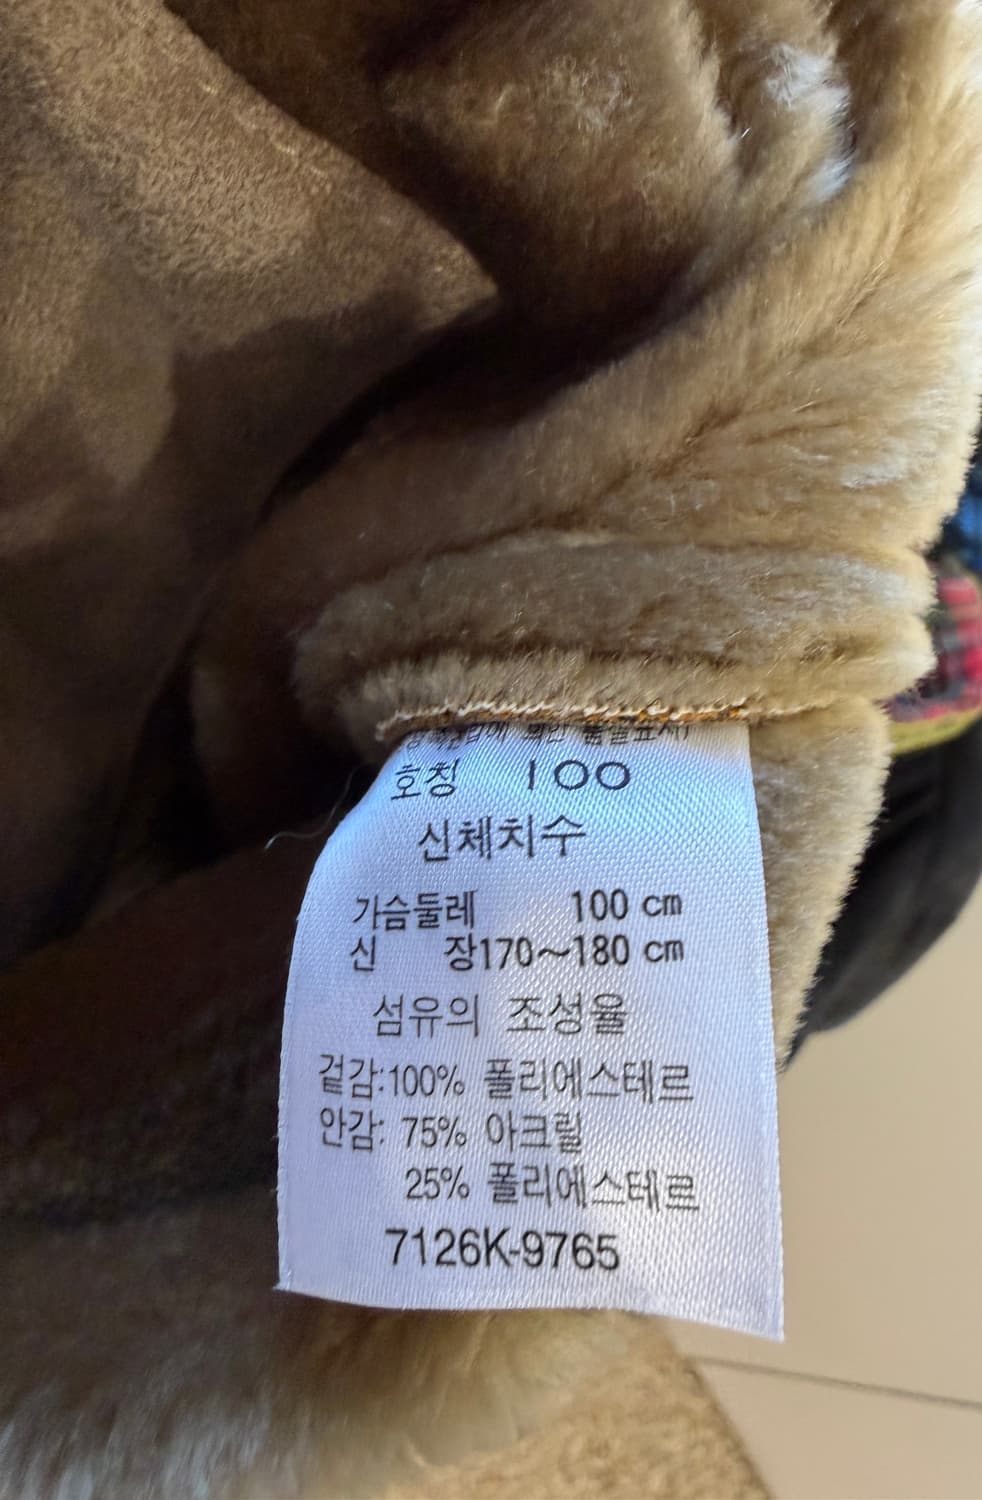 호칭 100
신체치수
가슴둘레 100 cm
신 장170~180 cm
섬유의 조성율
겉감:100% 폴리에스테르
안감: 75% 아크릴
25% 폴리에스테르
7126K-9765